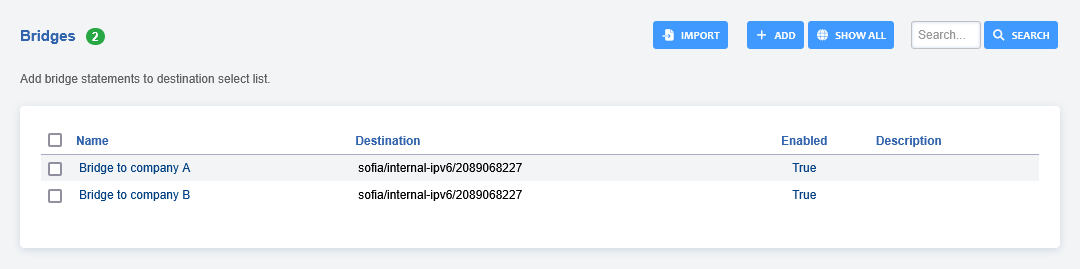 Bridges 2 IMPORT ADD SHOW ALL Search... SEARCH
Add bridge statements to destination select list.
Name Destination Enabled Description
Bridge to company A sofia/internal-ipv6/2089068227 True
Bridge to company B sofia/internal-ipv6/2089068227 True